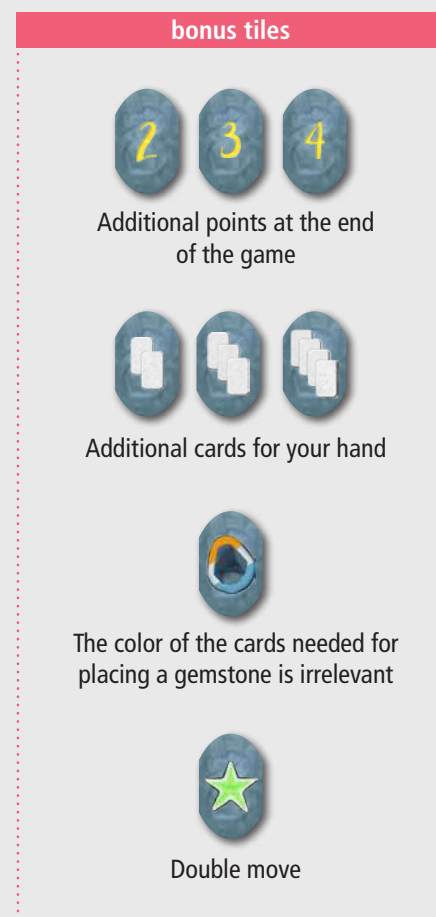 bonus tiles
2 3 4
Additional points at the end
of the game
Additional cards for your hand
The color of the cards needed for
placing a gemstone is irrelevant
Double move